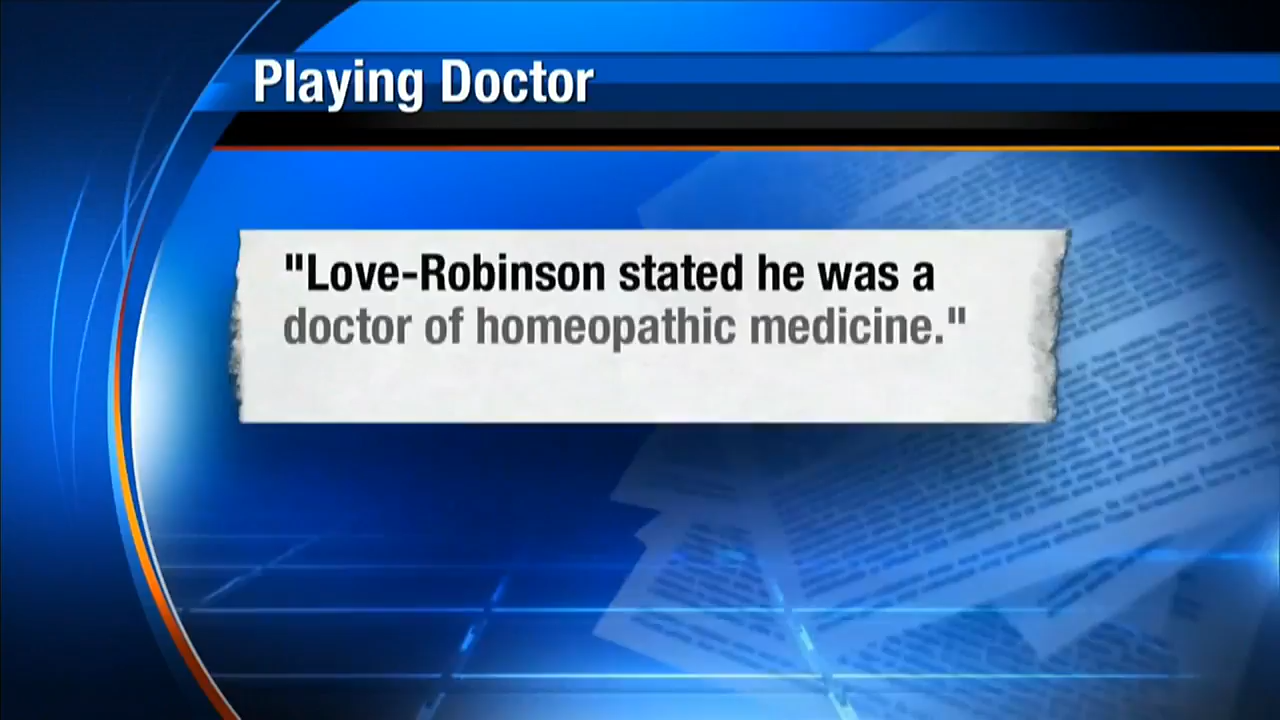 Playing Doctor
"Love-Robinson stated he was a
doctor of homeopathic medicine."